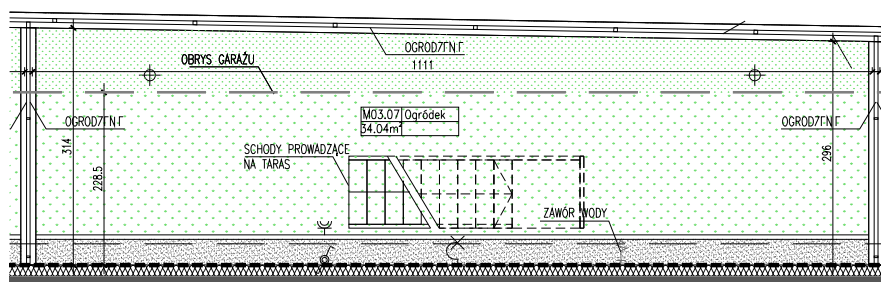 OGRODZENIE
1111
OBRYS GARAŻU
M03.07 Ogródek
34.04m²
OGRODZENIE
OGRODZENIE
314
228.5
296
SCHODY PROWADZĄCE
NA TARAS
ZAWÓR WODY